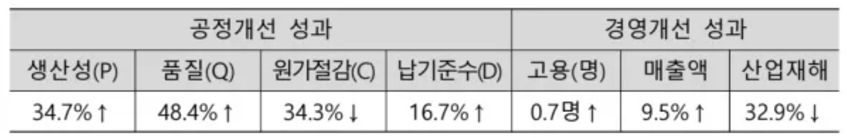 공정개선 성과 경영개선 성과
생산성(P) 품질(Q) 원가절감(C) 납기준수(D) 고용(명) 매출액 산업재해
34.7%↑ 48.4%↑ 34.3%↓ 16.7%↑ 0.7명↑ 9.5%↑ 32.9%↓